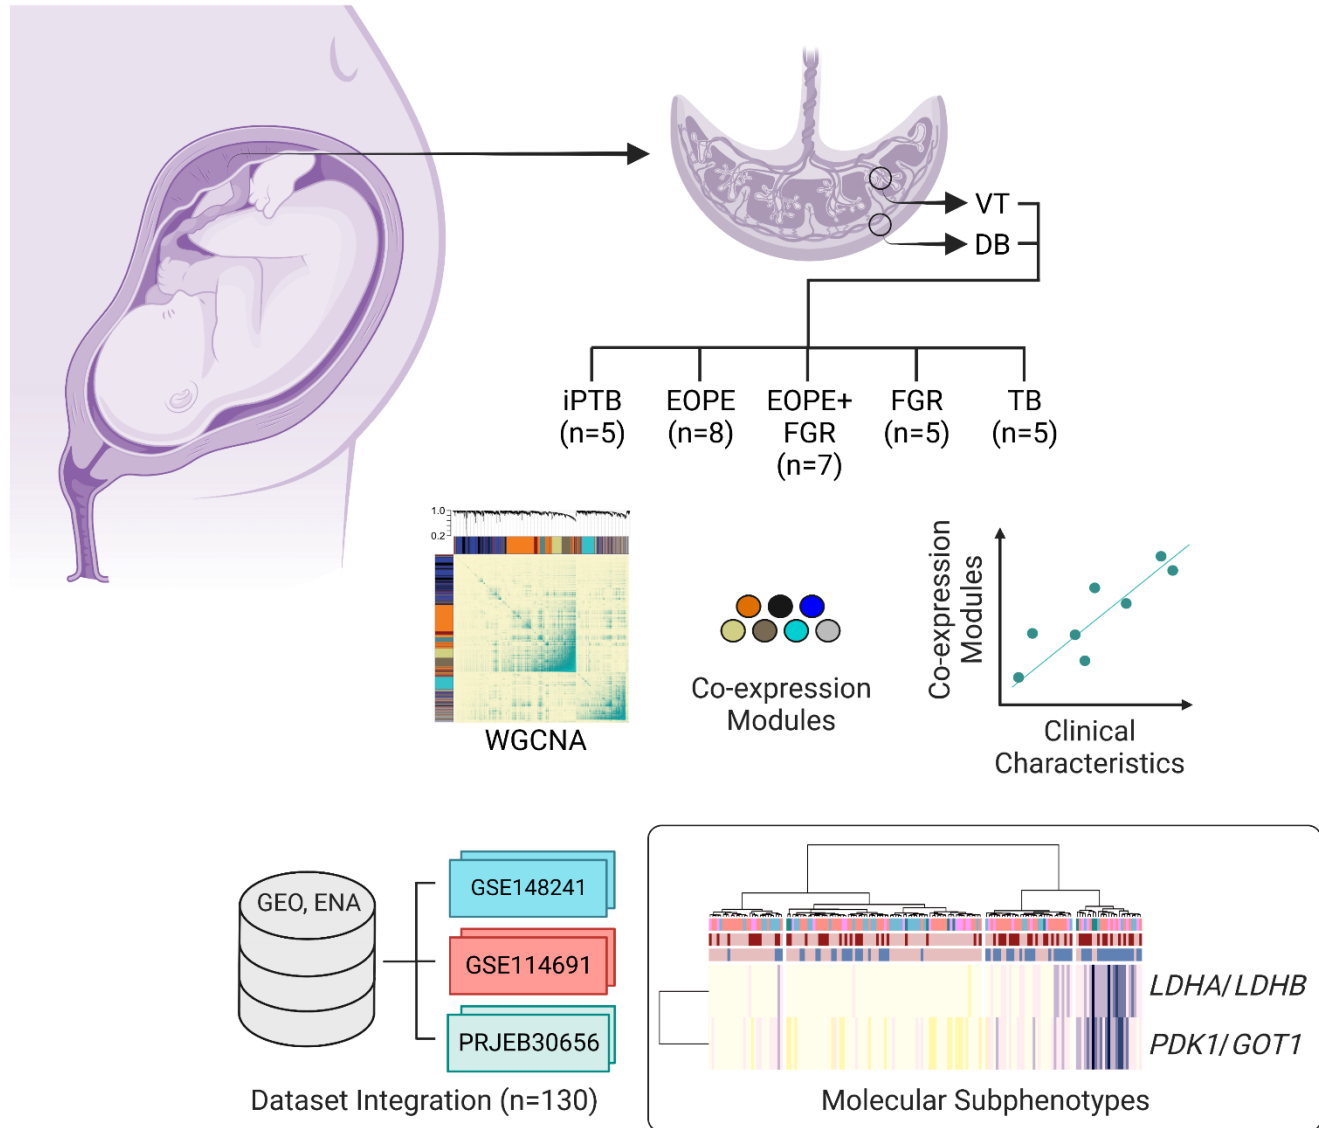 VT
DB
iPTB
(n=5)
EOPE
(n=8)
EOPE+
FGR
(n=7)
FGR
(n=5)
TB
(n=5)
1.0
0.2
WGCNA
Co-expression
Modules
Co-expression
Modules
Clinical
Characteristics
GEO, ENA
GSE148241
GSE114691
PRJEB30656
Dataset Integration (n=130)
LDHA/LDHB
PDK1/GOT1
Molecular Subphenotypes